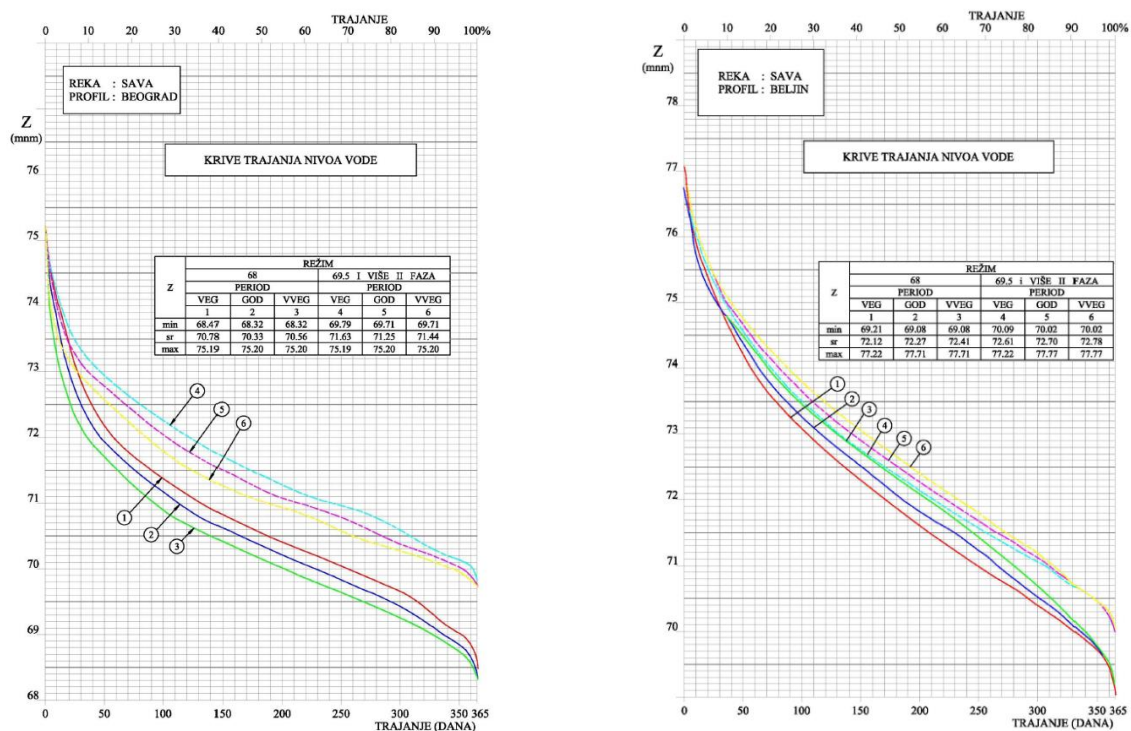 TRAJANJE
0 10 20 30 40 50 60 70 80 90 100%
REKA : SAVA
PROFIL : BEOGRAD
Z
(mnm)
KRIVE TRAJANJA NIVOA VODE
76
75
74
73
72
71
70
69
68
REŽIM
Z 68 69.5 I VIŠE II FAZA
PERIOD PERIOD
VEG GOD VVEG VEG GOD VVEG
1 2 3 4 5 6
min 68.47 68.32 68.32 69.79 69.71 69.71
sr 70.78 70.33 70.56 71.63 71.25 71.44
max 75.19 75.20 75.20 75.19 75.20 75.20
4
5
6
1
2
3
0 50 100 150 200 250 300 350 365
TRAJANJE (DANA)
TRAJANJE
0 10 20 30 40 50 60 70 80 90 100%
Z
(mnm)
REKA : SAVA
PROFIL : BELJIN
78
KRIVE TRAJANJA NIVOA VODE
77
76
75
74
73
72
71
70
REŽIM
Z 68 69.5 i VIŠE II FAZA
PERIOD PERIOD
VEG GOD VVEG VEG GOD VVEG
1 2 3 4 5 6
min 69.21 69.08 69.08 70.09 70.02 70.02
sr 72.12 72.27 72.41 72.61 72.70 72.78
max 77.22 77.71 77.71 77.22 77.77 77.77
1
2
3
4
5
6
0 50 100 150 200 250 300 350 365
TRAJANJE (DANA)